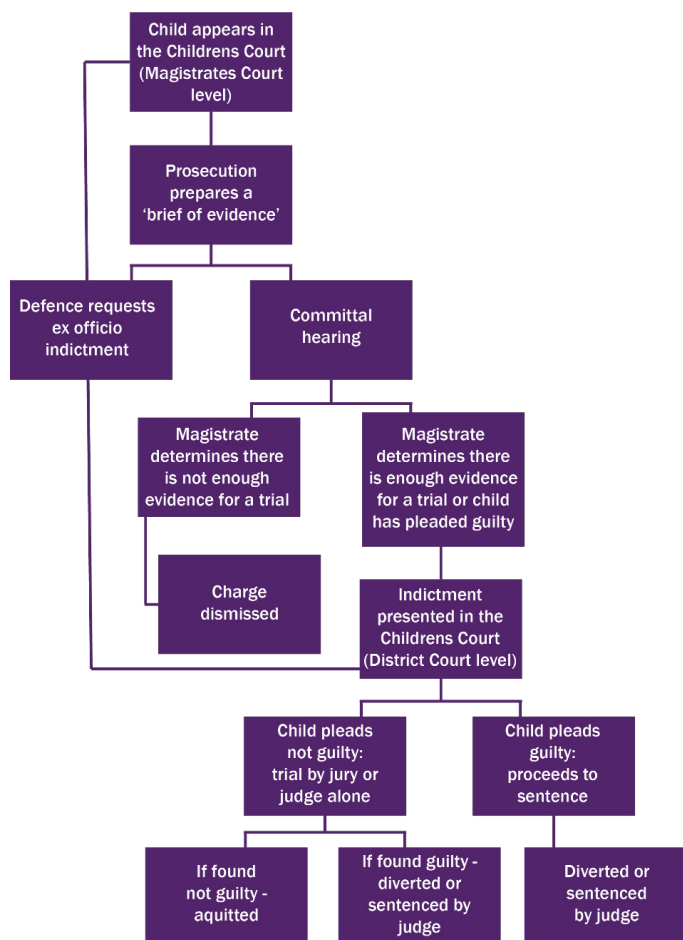 Child appears in
the Childrens Court
(Magistrates Court
level)
Prosecution
prepares a
‘brief of evidence’
Defence requests
ex officio
indictment
Committal
hearing
Magistrate
determines there
is not enough
evidence for a trial
Magistrate
determines there
is enough evidence
for a trial or child
has pleaded guilty
Charge
dismissed
Indictment
presented in the
Childrens Court
(District Court level)
Child pleads
not guilty:
trial by jury or
judge alone
Child pleads
guilty:
proceeds to
sentence
If found
not guilty -
aquitted
If found guilty -
diverted or
sentenced by
judge
Diverted or
sentenced
by judge